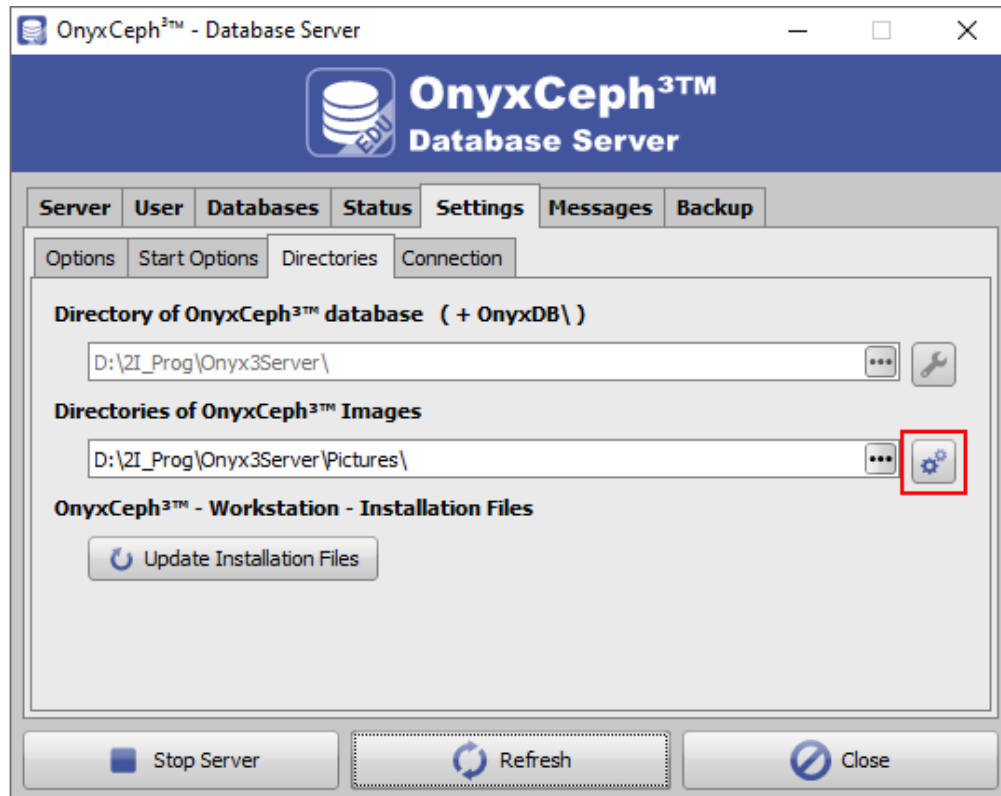 OnyxCeph³™ - Database Server
EDU
OnyxCeph³TM
Database Server
Server User Databases Status Settings Messages Backup
Options Start Options Directories Connection
Directory of OnyxCeph³™ database ( + OnyxDB\ )
D:\2I_Prog\Onyx3Server\
Directories of OnyxCeph³™ Images
D:\2I_Prog\Onyx3Server\Pictures\
OnyxCeph³™ - Workstation - Installation Files
Update Installation Files
Stop Server Refresh Close